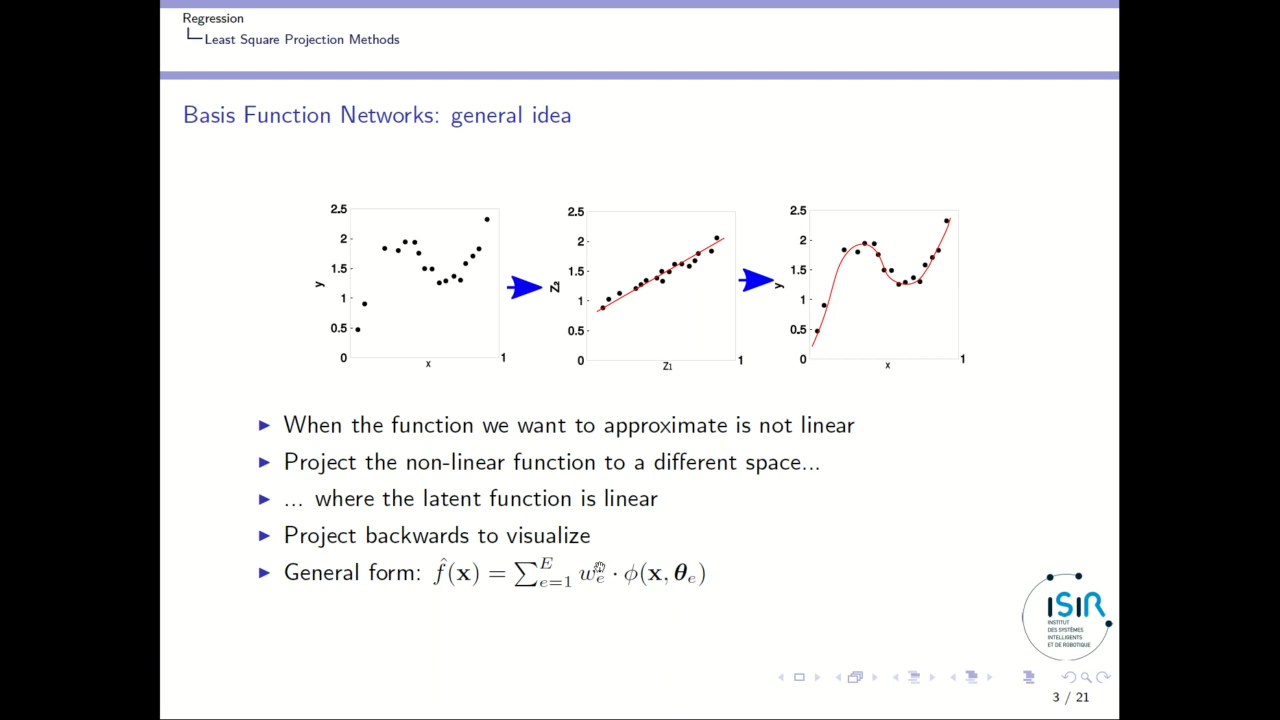 Regression
Least Square Projection Methods
Basis Function Networks: general idea
2.5
2
1.5
1
0.5
0
y
x
1
2.5
2
1.5
1
0.5
0
Z₂
Z₁
1
2.5
2
1.5
1
0.5
0
y
x
1
When the function we want to approximate is not linear
Project the non-linear function to a different space...
... where the latent function is linear
Project backwards to visualize
General form: f̂(x) = ∑ᴱₑ₌₁ wₑ · ϕ(x, θₑ)
ISIR
INSTITUT
DES SYSTÈMES
INTELLIGENTS
ET DE ROBOTIQUE
3 / 21